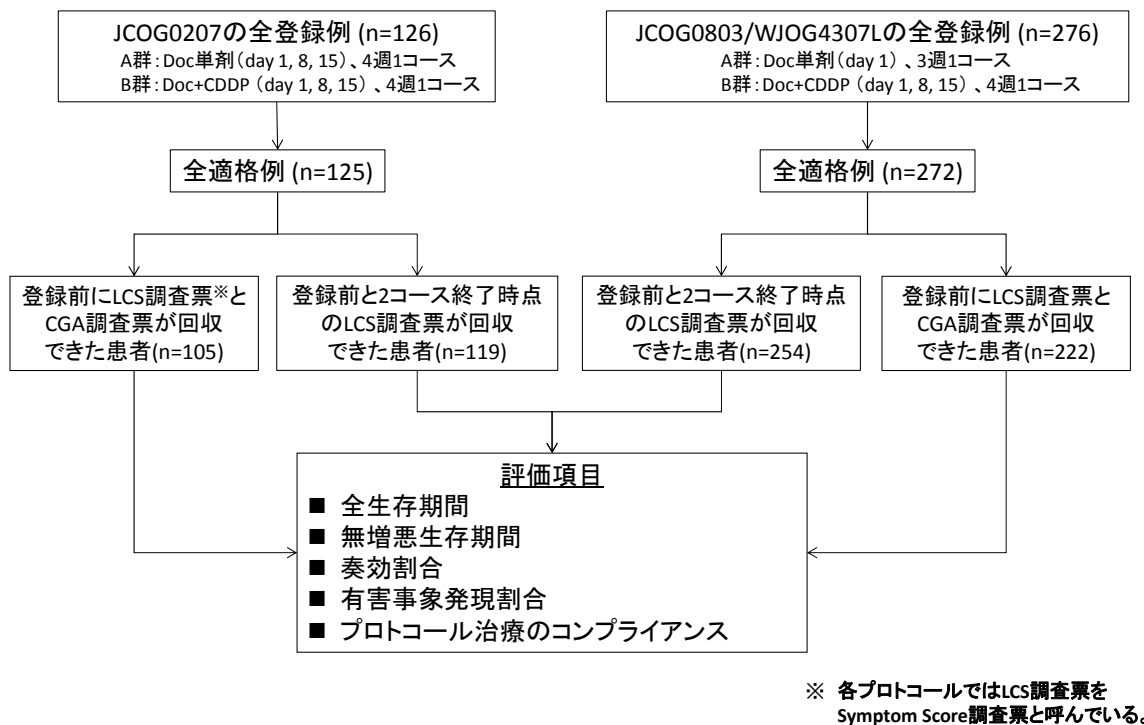 JCOG0207の全登録例 (n=126)
A群：Doc単剤(day 1, 8, 15)、4週1コース
B群：Doc+CDDP (day 1, 8, 15)、4週1コース
JCOG0803/WJOG4307Lの全登録例 (n=276)
A群：Doc単剤(day 1)、3週1コース
B群：Doc+CDDP (day 1, 8, 15)、4週1コース
全適格例 (n=125)
全適格例 (n=272)
登録前にLCS調査票※と
CGA調査票が回収
できた患者(n=105)
登録前と2コース終了時点
のLCS調査票が回収
できた患者(n=119)
登録前と2コース終了時点
のLCS調査票が回収
できた患者(n=254)
登録前にLCS調査票と
CGA調査票が回収
できた患者(n=222)
評価項目
■ 全生存期間
■ 無増悪生存期間
■ 奏効割合
■ 有害事象発現割合
■ プロトコール治療のコンプライアンス
※ 各プロトコールではLCS調査票を
Symptom Score調査票と呼んでいる。